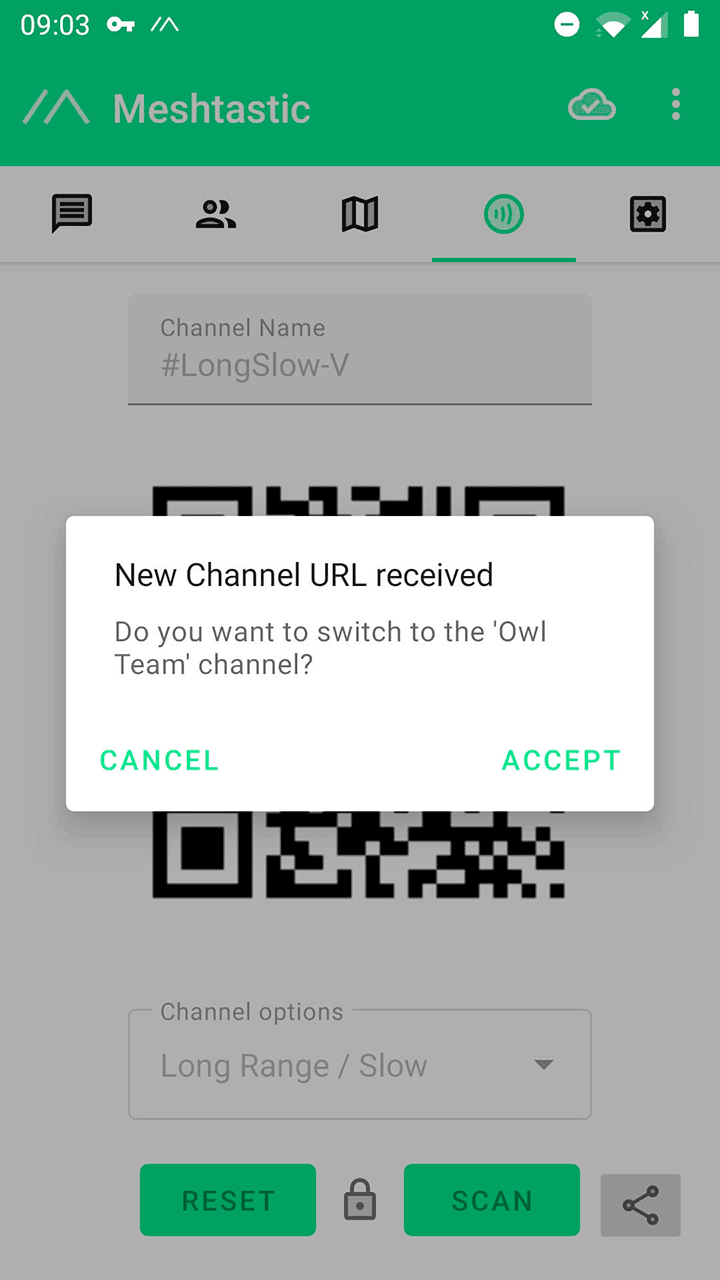 09:03
Meshtastic
Channel Name
#LongSlow-V
New Channel URL received
Do you want to switch to the 'Owl
Team' channel?
CANCEL ACCEPT
Channel options
Long Range / Slow
RESET SCAN